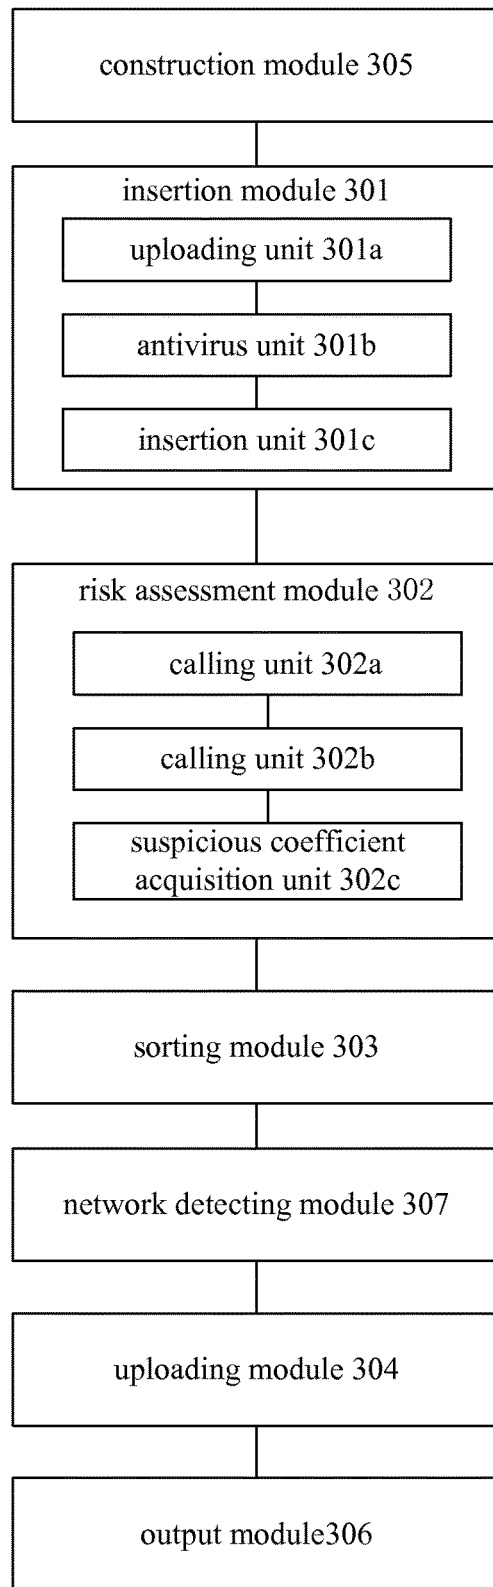 construction module 305
insertion module 301
uploading unit 301a
antivirus unit 301b
insertion unit 301c
risk assessment module 302
calling unit 302a
calling unit 302b
suspicious coefficient
acquisition unit 302c
sorting module 303
network detecting module 307
uploading module 304
output module306